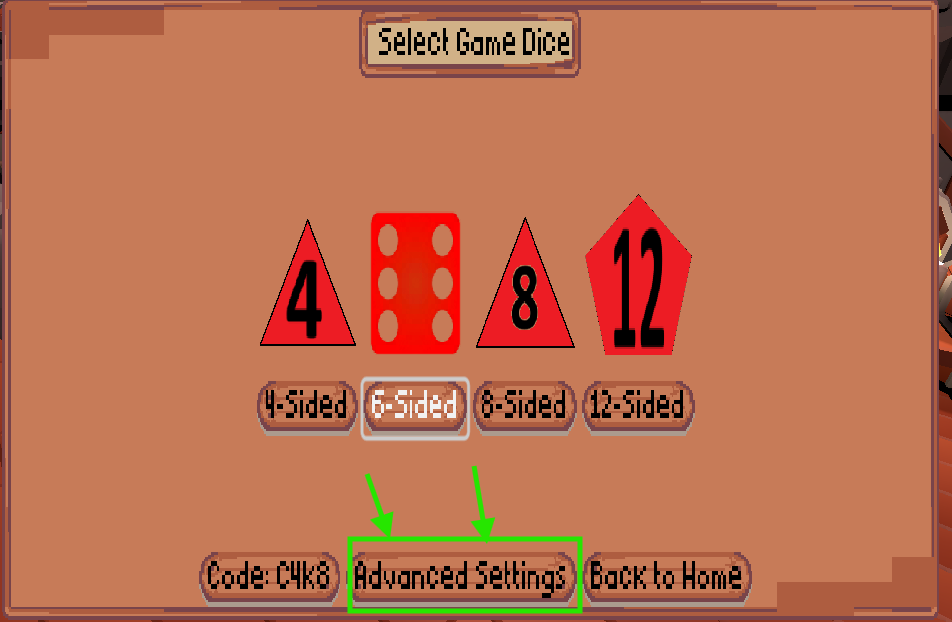 Select Game Dice
4 8 12
4-Sided 6-Sided 8-Sided 12-Sided
Code: C4k8 Advanced Settings Back to Home